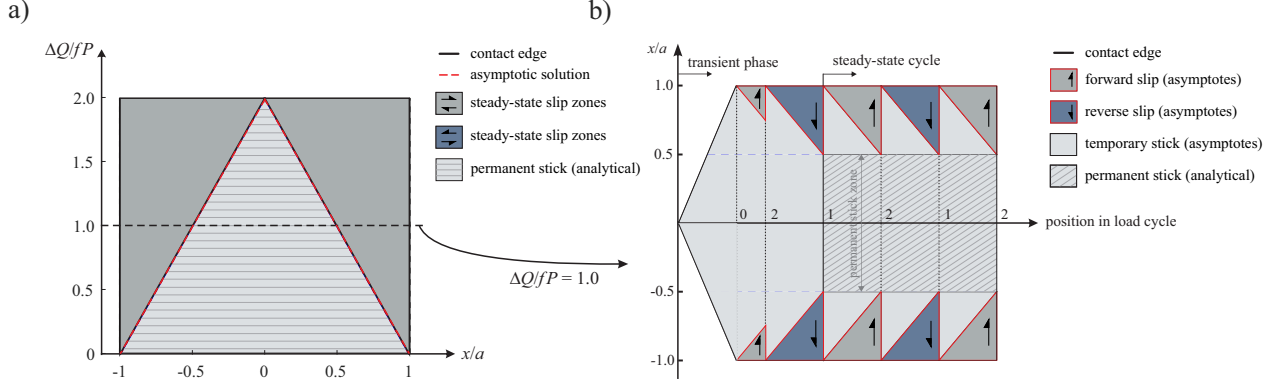 a)
ΔQ/fP
2.0
1.5
1.0
0.5
0
-1
-0.5
0
0.5
1
x/a
contact edge
asymptotic solution
steady-state slip zones
steady-state slip zones
permanent stick (analytical)
ΔQ/fP = 1.0
b)
x/a
transient phase
steady-state cycle
1.0
0.5
0
-0.5
-1.0
0
2
1
2
1
2
position in load cycle
permanent stick zone
contact edge
forward slip (asymptotes)
reverse slip (asymptotes)
temporary stick (asymptotes)
permanent stick (analytical)